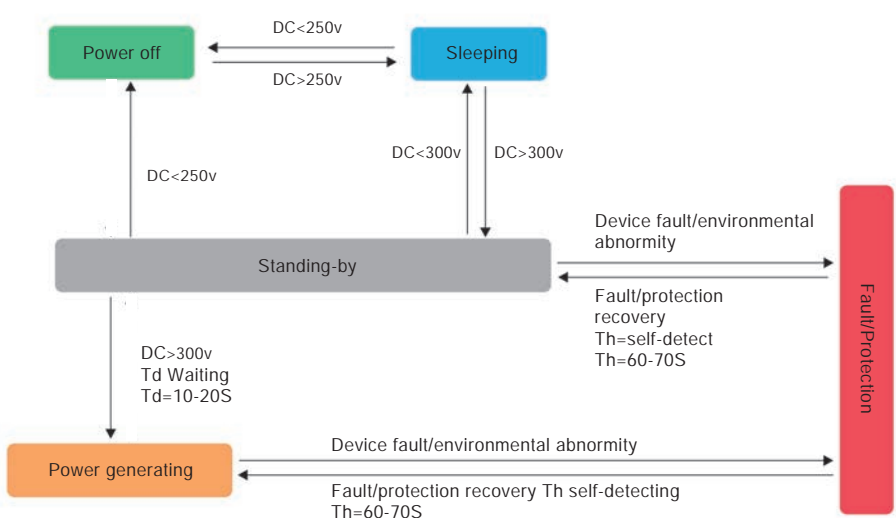 DC<250v
Power off
Sleeping
DC>250v
DC<300v
DC>300v
DC<250v
Device fault/environmental
abnormity
Standing-by
Fault/protection
recovery
Th=self-detect
Th=60-70S
Fault/Protection
DC>300v
Td Waiting
Td=10-20S
Device fault/environmental abnormity
Power generating
Fault/protection recovery Th self-detecting
Th=60-70S